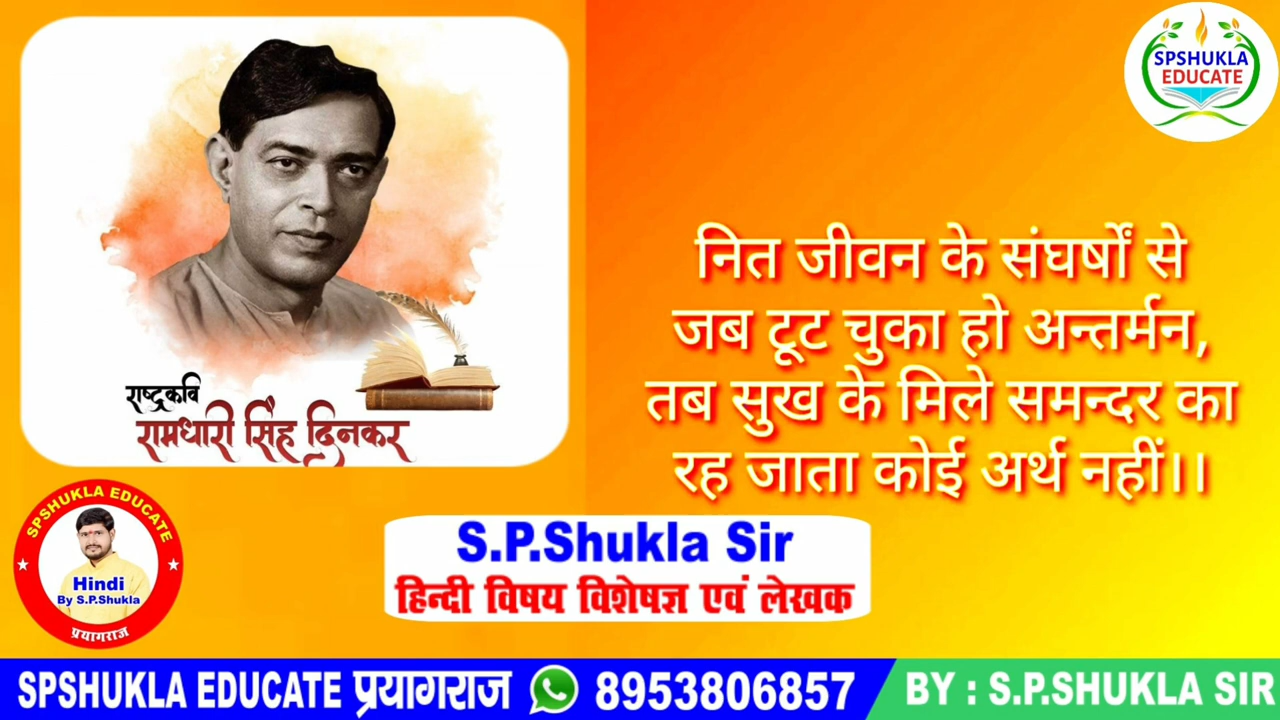 SPSHUKLA
EDUCATE
राष्ट्रकवि
रामधारी सिंह दिनकर
नित जीवन के संघर्षों से
जब टूट चुका हो अन्तर्मन,
तब सुख के मिले समन्दर का
रह जाता कोई अर्थ नहीं।।
SPSHUKLA EDUCATE
Hindi
By S.P.Shukla
प्रयागराज
S.P.Shukla Sir
हिन्दी विषय विशेषज्ञ एवं लेखक
SPSHUKLA EDUCATE प्रयागराज 8953806857
BY : S.P.SHUKLA SIR